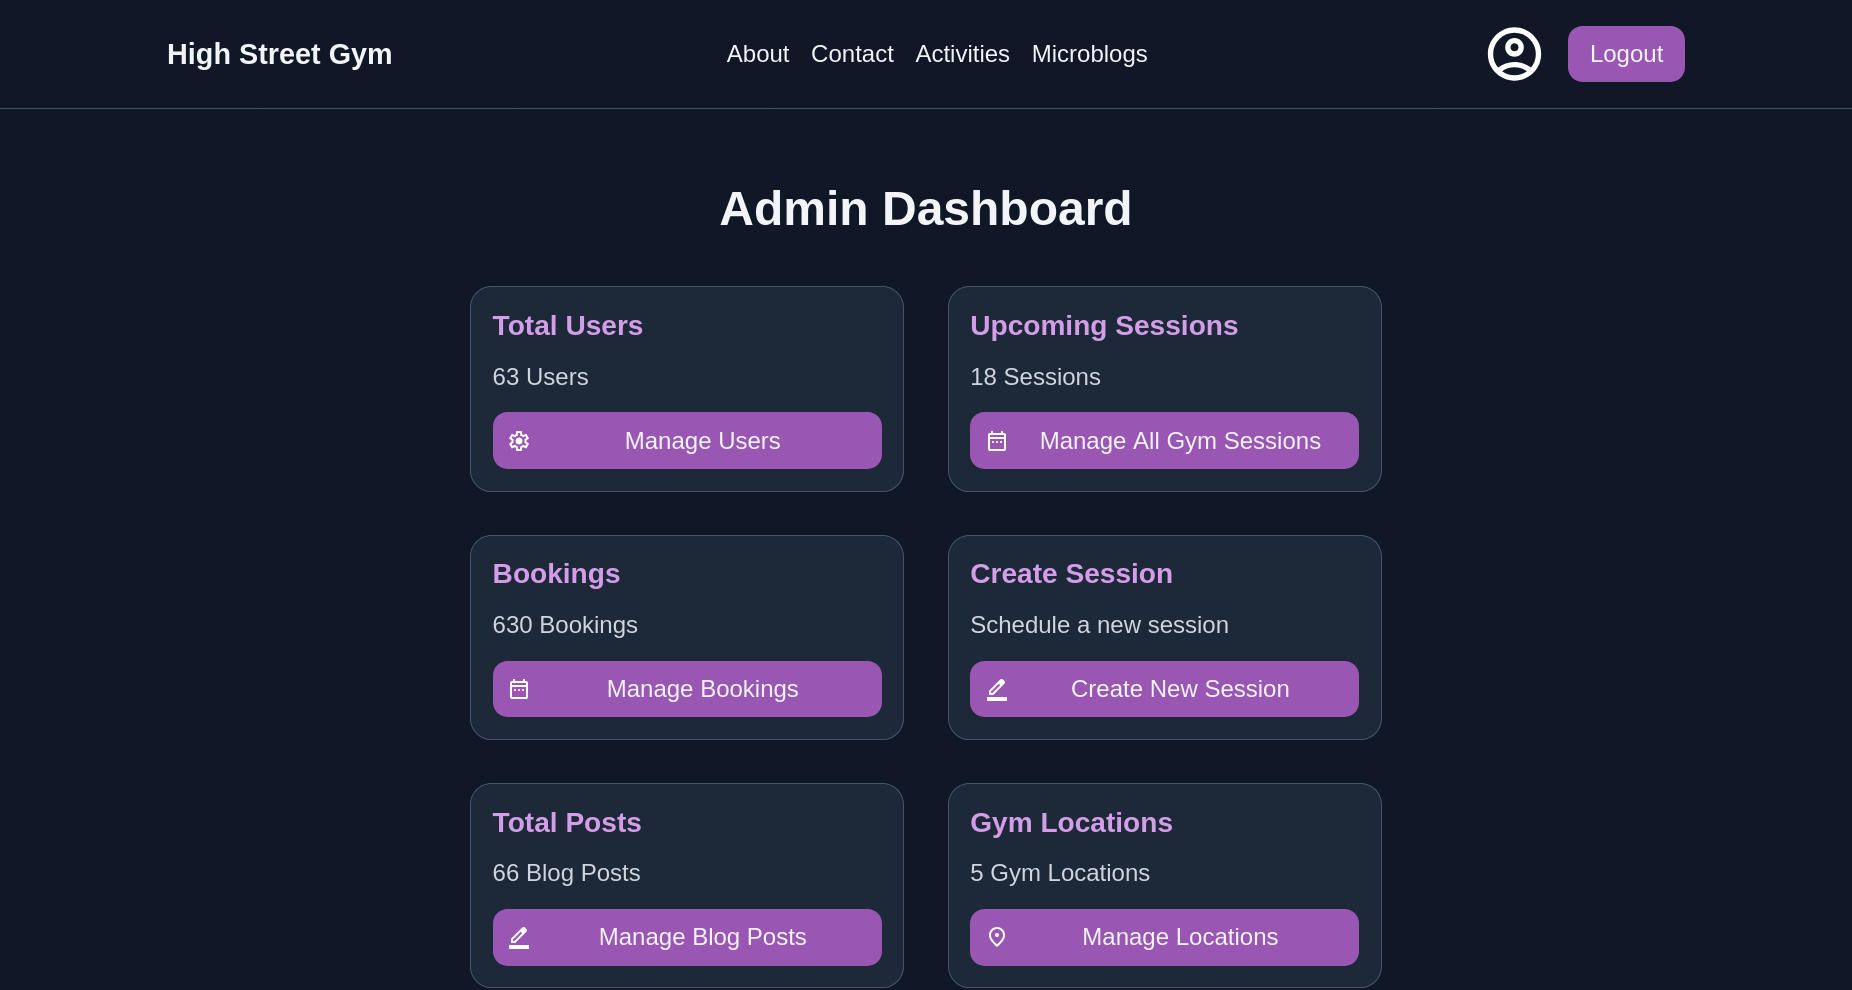 High Street Gym
About Contact Activities Microblogs
Logout
Admin Dashboard
Total Users
63 Users
Manage Users
Upcoming Sessions
18 Sessions
Manage All Gym Sessions
Bookings
630 Bookings
Manage Bookings
Create Session
Schedule a new session
Create New Session
Total Posts
66 Blog Posts
Manage Blog Posts
Gym Locations
5 Gym Locations
Manage Locations